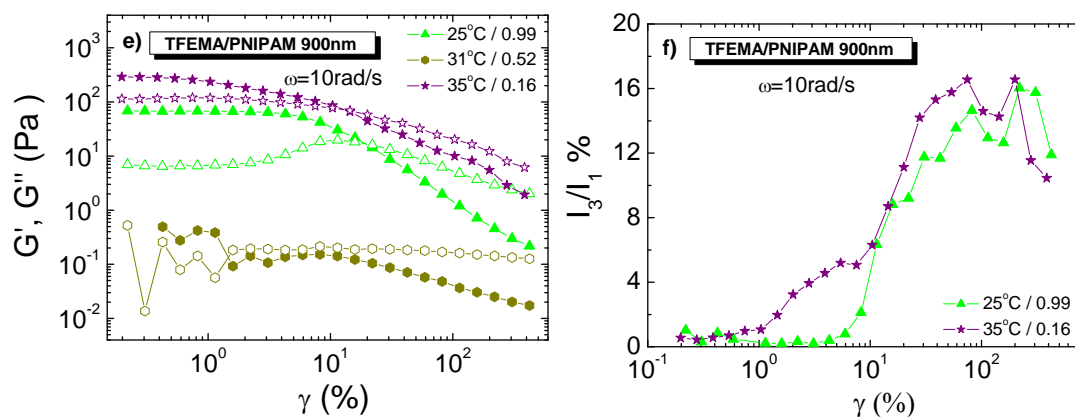 e)
TFEMA/PNIPAM 900nm
25°C / 0.99
31°C / 0.52
35°C / 0.16
ω=10rad/s
G', G'' (Pa)
10³
10²
10¹
10⁰
10⁻¹
10⁻²
10⁰
10¹
10²
γ (%)
f)
TFEMA/PNIPAM 900nm
ω=10rad/s
I₃/I₁ %
20
16
12
8
4
0
25°C / 0.99
35°C / 0.16
10⁻¹
10⁰
10¹
10²
γ (%)